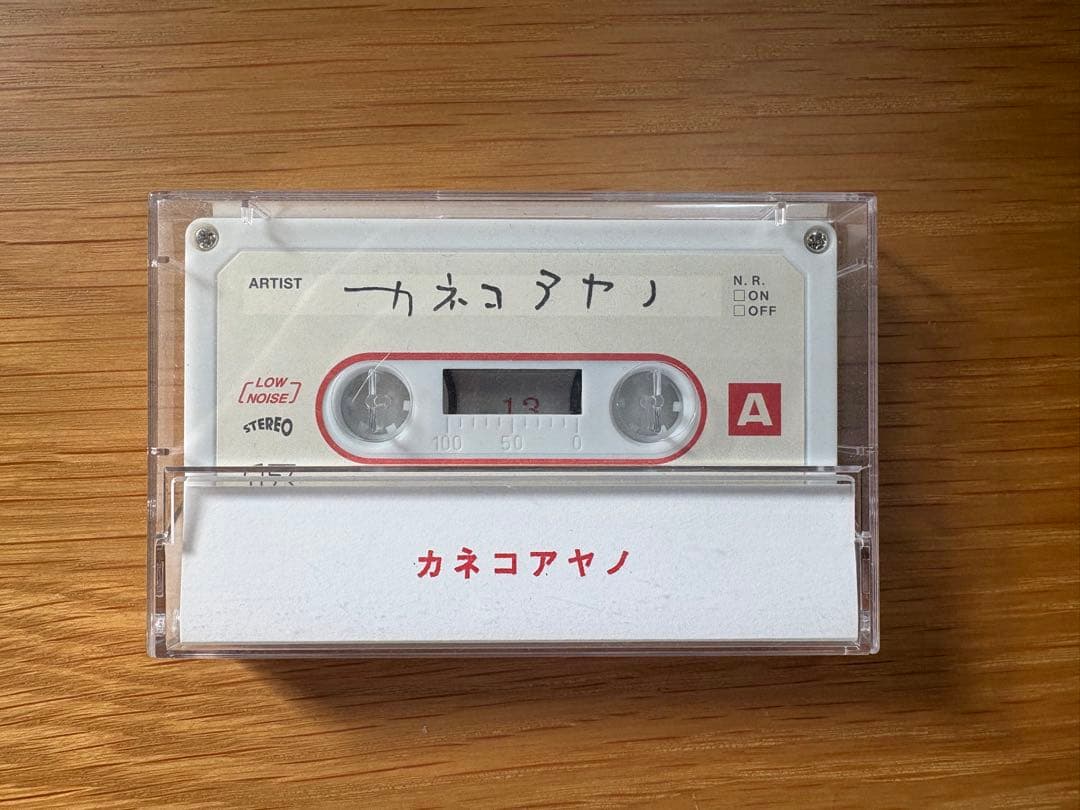 ARTIST カネコアヤノ
N. R.
□ON
□OFF
LOW
NOISE
STEREO
A
13
100 50 0
カネコアヤノ